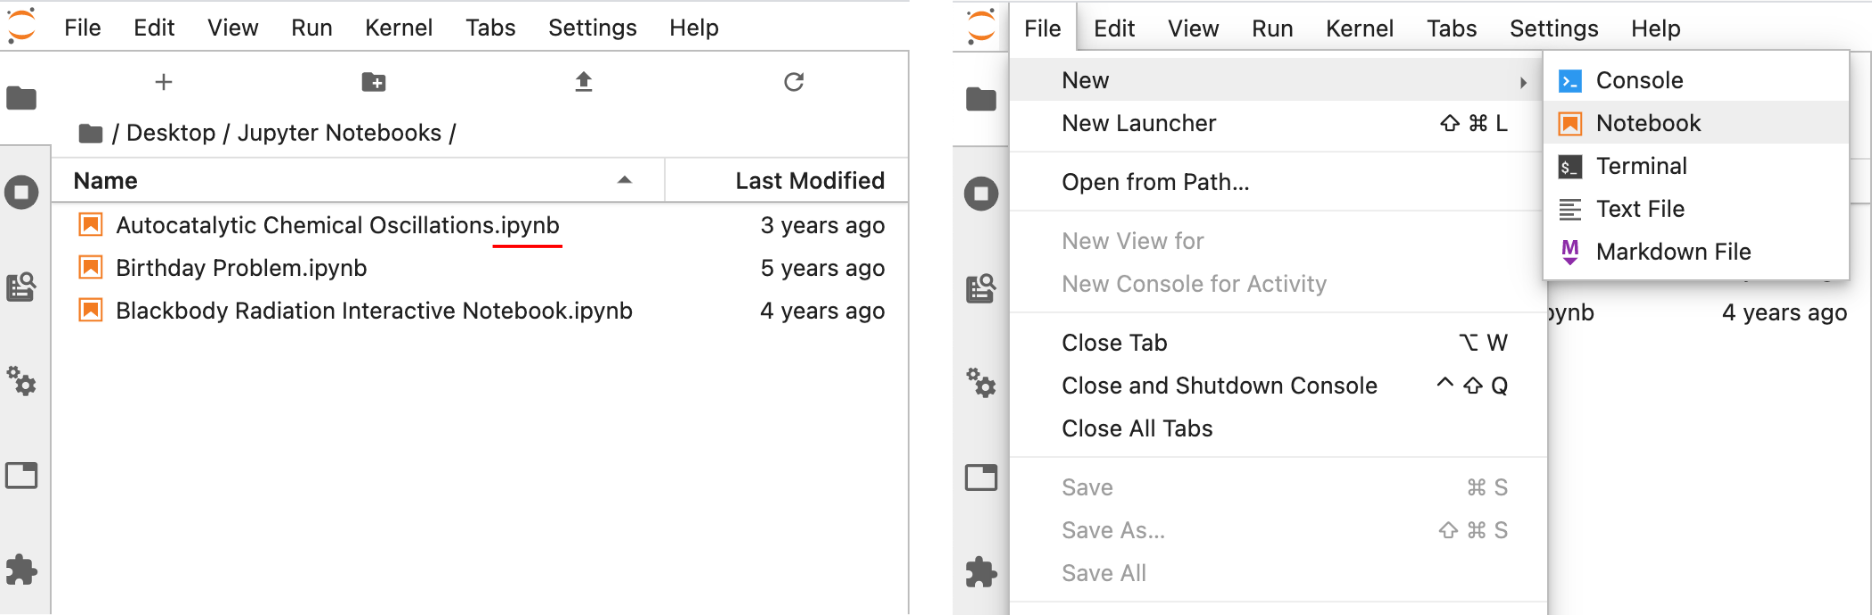 File Edit View Run Kernel Tabs Settings Help
/ Desktop / Jupyter Notebooks /
Name Last Modified
Autocatalytic Chemical Oscillations.ipynb 3 years ago
Birthday Problem.ipynb 5 years ago
Blackbody Radiation Interactive Notebook.ipynb 4 years ago
File Edit View Run Kernel Tabs Settings Help
New
New Launcher ⇧ ⌘ L
Open from Path...
New View for
New Console for Activity
Close Tab ⌥ W
Close and Shutdown Console ^ ⇧ Q
Close All Tabs
Save ⌘ S
Save As... ⇧ ⌘ S
Save All
Console
Notebook
$_ Terminal
Text File
M Markdown File
ynb 4 years ago